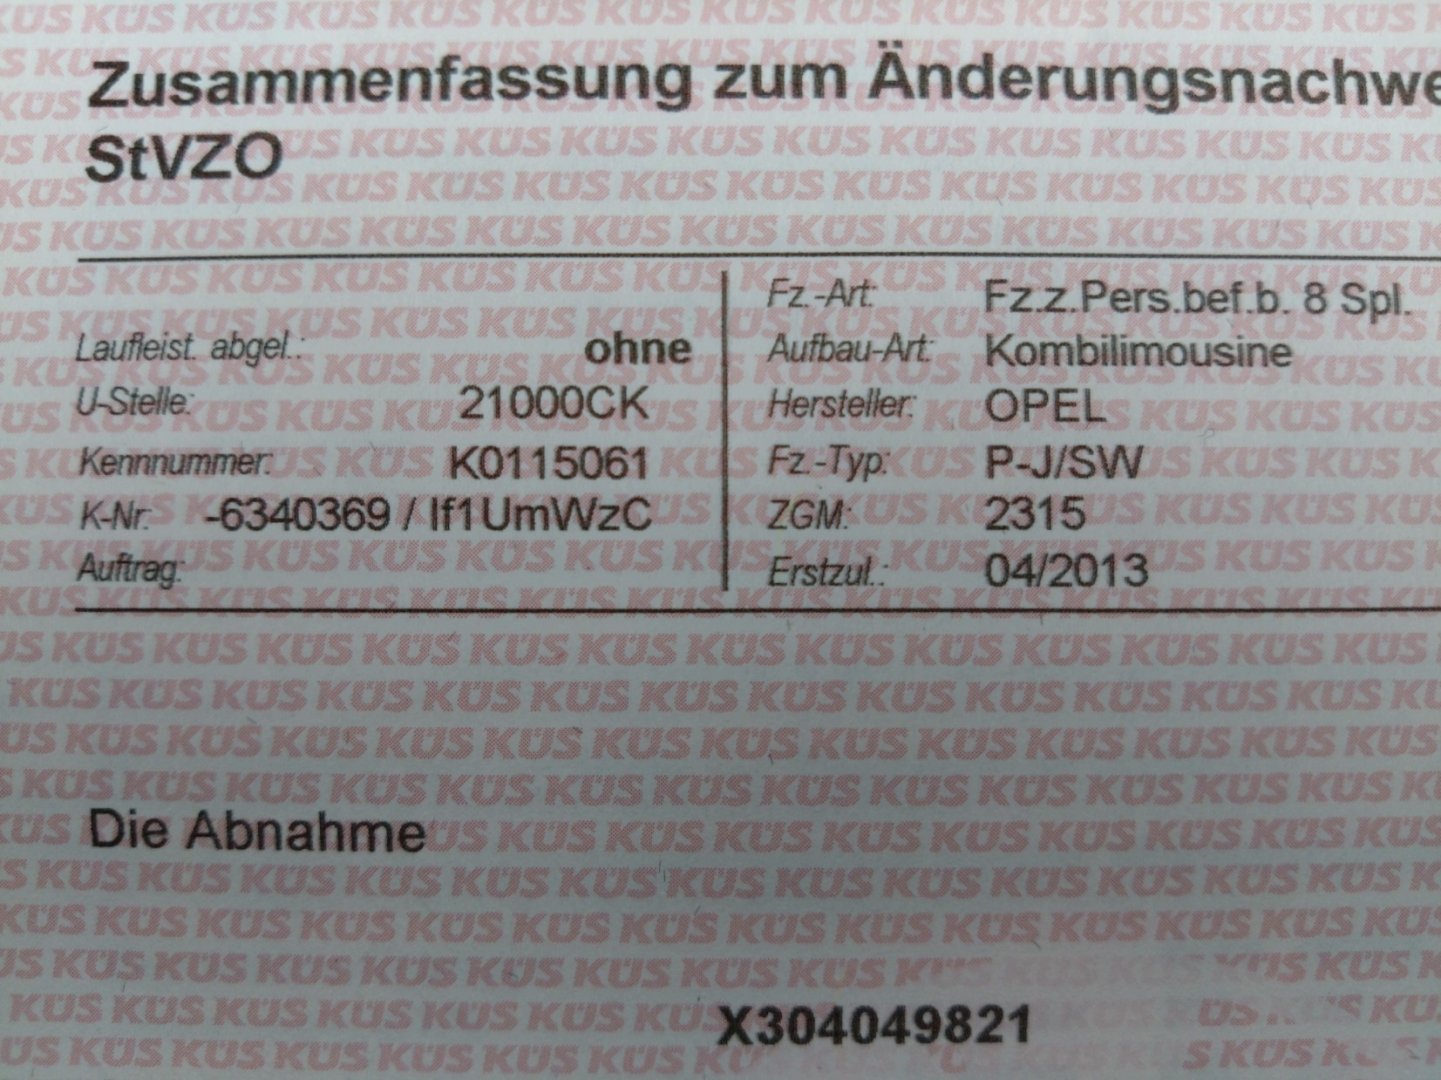 Zusammenfassung zum Änderungsnachwe
StVZO
Laufleist. abgel.: ohne
U-Stelle: 21000CK
Kennnummer: K0115061
K-Nr: -6340369 / If1UmWzC
Auftrag:
Fz.-Art: Fz.z.Pers.bef.b. 8 Spl.
Aufbau-Art: Kombilimousine
Hersteller: OPEL
Fz.-Typ: P-J/SW
ZGM: 2315
Erstzul.: 04/2013
Die Abnahme
X304049821